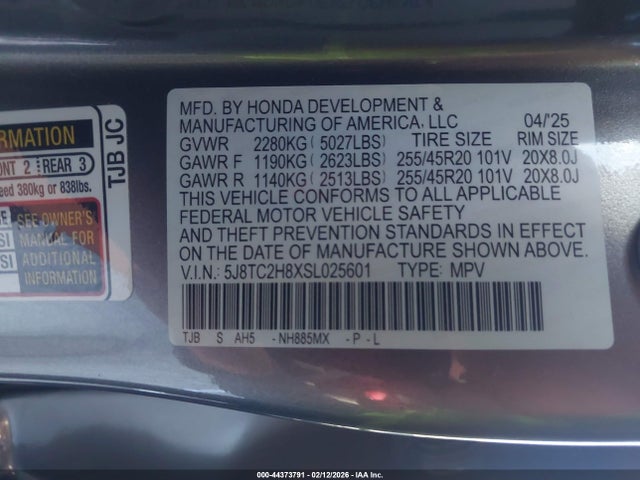 MFD. BY HONDA DEVELOPMENT &
MANUFACTURING OF AMERICA, LLC 04/'25
GVWR 2280KG (5027LBS) TIRE SIZE RIM SIZE
GAWR F 1190KG (2623LBS) 255/45R20 101V 20X8.0J
GAWR R 1140KG (2513LBS) 255/45R20 101V 20X8.0J
THIS VEHICLE CONFORMS TO ALL APPLICABLE
FEDERAL MOTOR VEHICLE SAFETY
AND THEFT PREVENTION STANDARDS IN EFFECT
ON THE DATE OF MANUFACTURE SHOWN ABOVE.
V.I.N.: 5J8TC2H8XSL025601 TYPE: MPV
TJB S AH5 -NH885MX -P-L
REAR 3
380kg or 838lbs.
SEE OWNER'S
MANUAL FOR
ADDITIONAL
INFORMATION
TJB JC
000-44373791 - 02/12/2026 - IAA Inc.